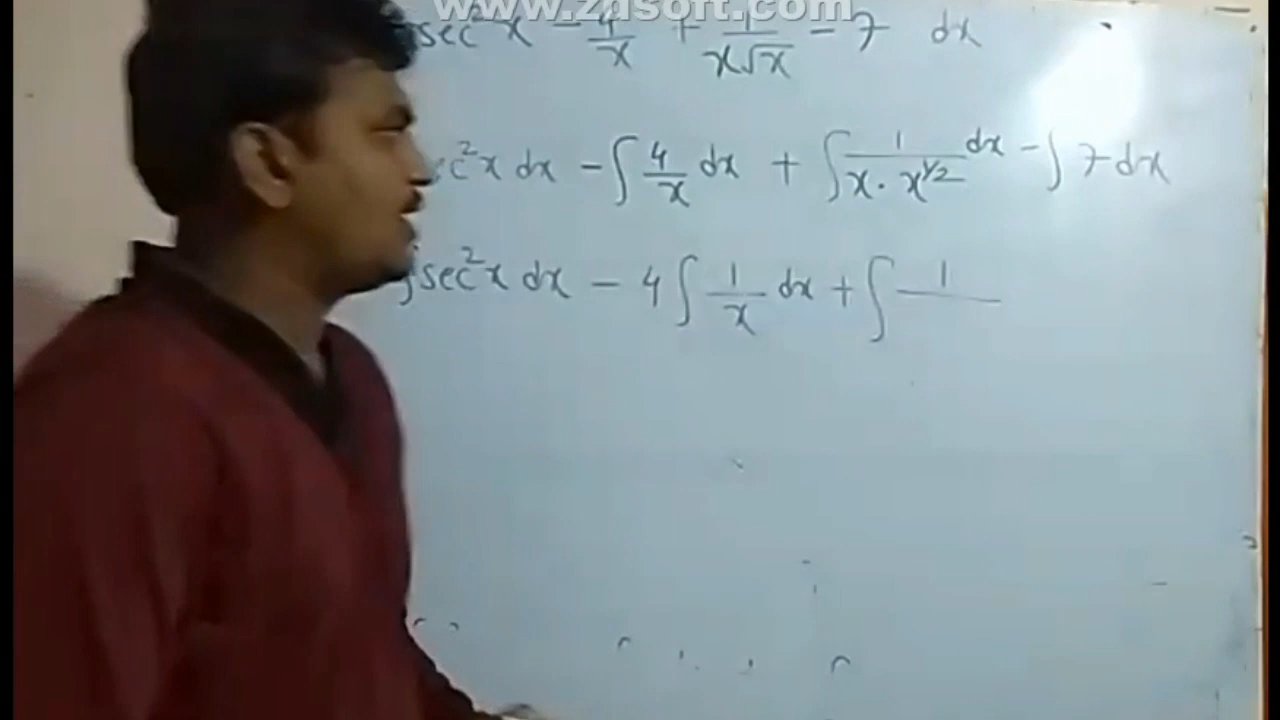 www.zdsoft.com
sec²x − 4/x + 1/(x√x) − 7 dx
ec²x dx − ∫ 4/x dx + ∫ 1/(x · x^{1/2}) dx − ∫ 7 dx
∫ sec²x dx − 4 ∫ 1/x dx + ∫ 1/